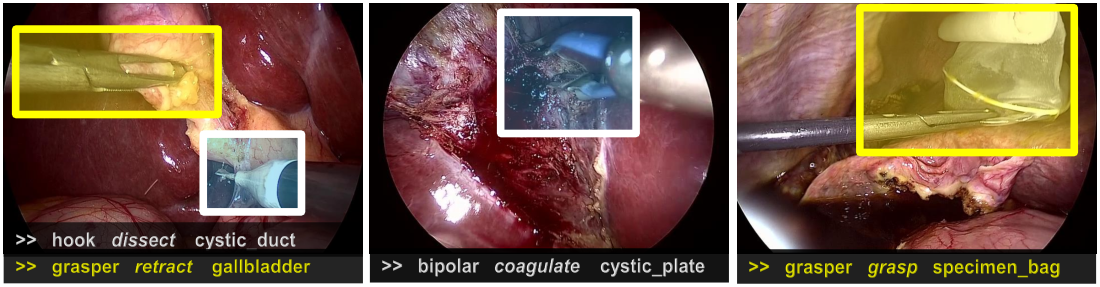 >> hook dissect cystic_duct
>> grasper retract gallbladder
>> bipolar coagulate cystic_plate
>> grasper grasp specimen_bag